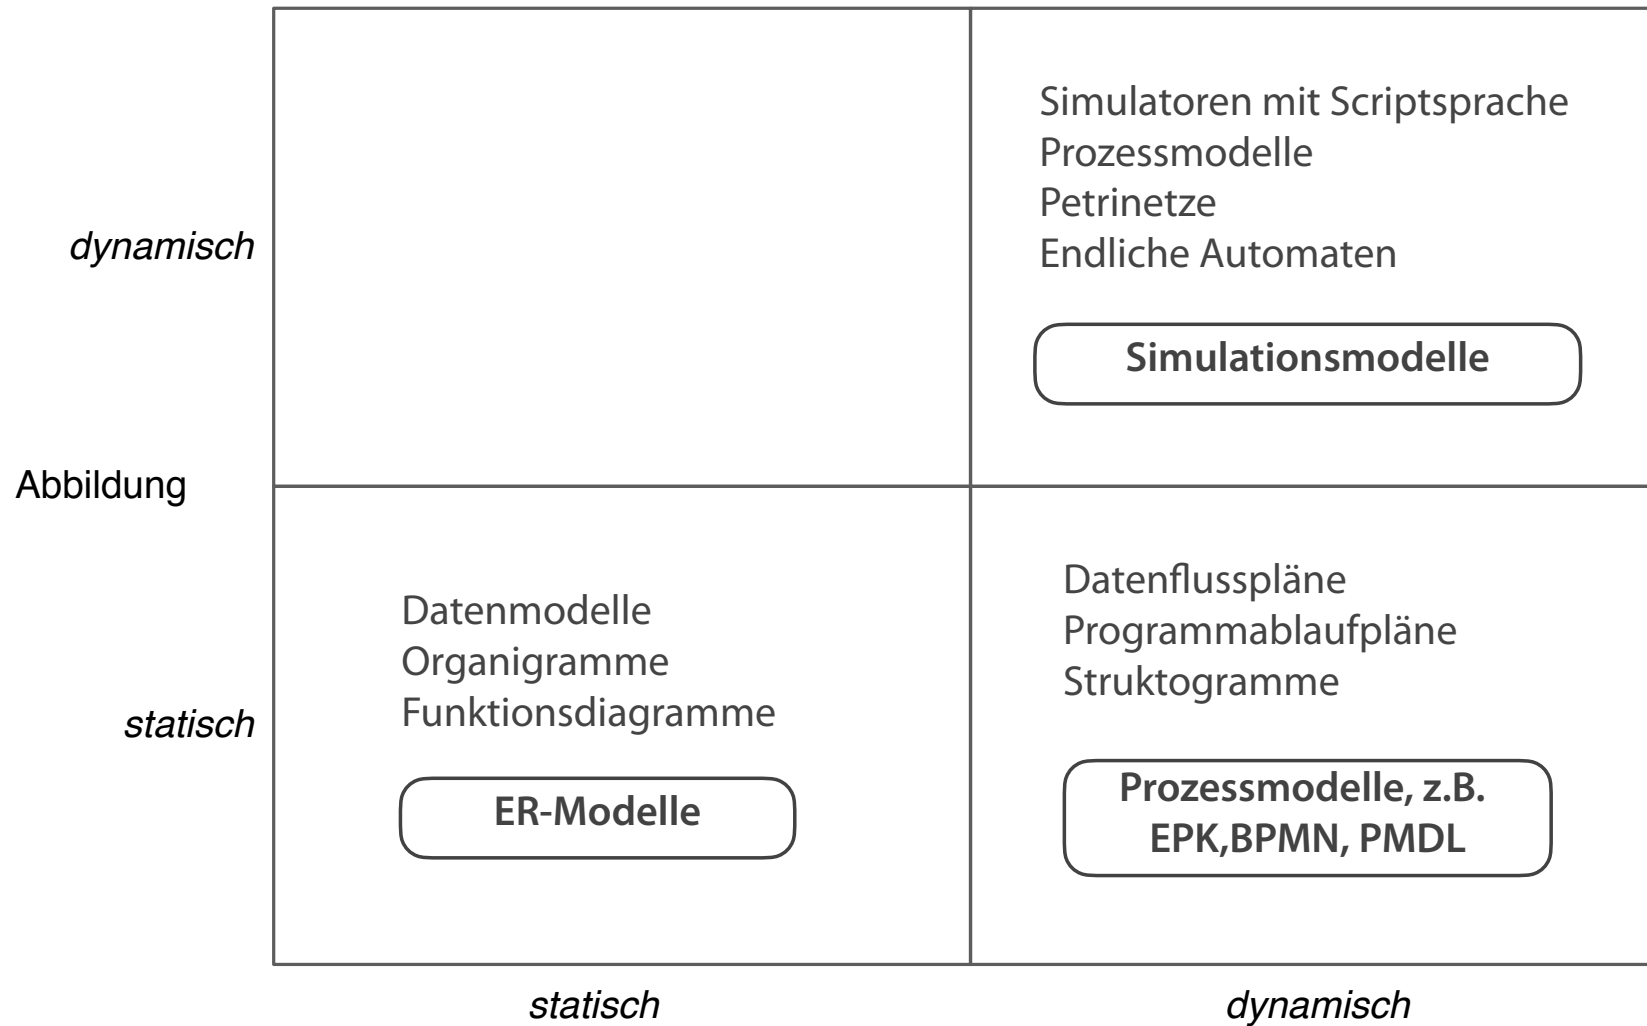 Simulatoren mit Scriptsprache
Prozessmodelle
Petrinetze
Endliche Automaten
dynamisch
Simulationsmodelle
Abbildung
Datenmodelle
Organigramme
Funktionsdiagramme
statisch
ER-Modelle
Datenflusspläne
Programmablaufpläne
Struktogramme
Prozessmodelle, z.B.
EPK,BPMN, PMDL
statisch
dynamisch